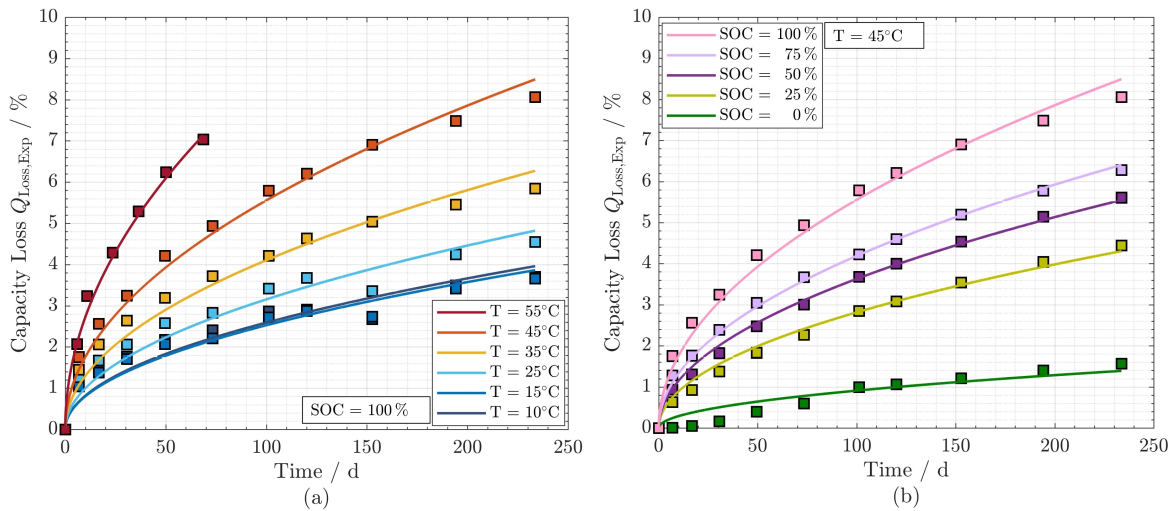 10
9
8
7
6
5
4
3
2
1
0
Capacity Loss Q_Loss,Exp / %
0 50 100 150 200 250
Time / d
(a)
T = 55°C
T = 45°C
T = 35°C
T = 25°C
T = 15°C
T = 10°C
SOC = 100 %
10
9
8
7
6
5
4
3
2
1
0
Capacity Loss Q_Loss,Exp / %
0 50 100 150 200 250
Time / d
(b)
SOC = 100 %
SOC = 75 %
SOC = 50 %
SOC = 25 %
SOC = 0 %
T = 45°C